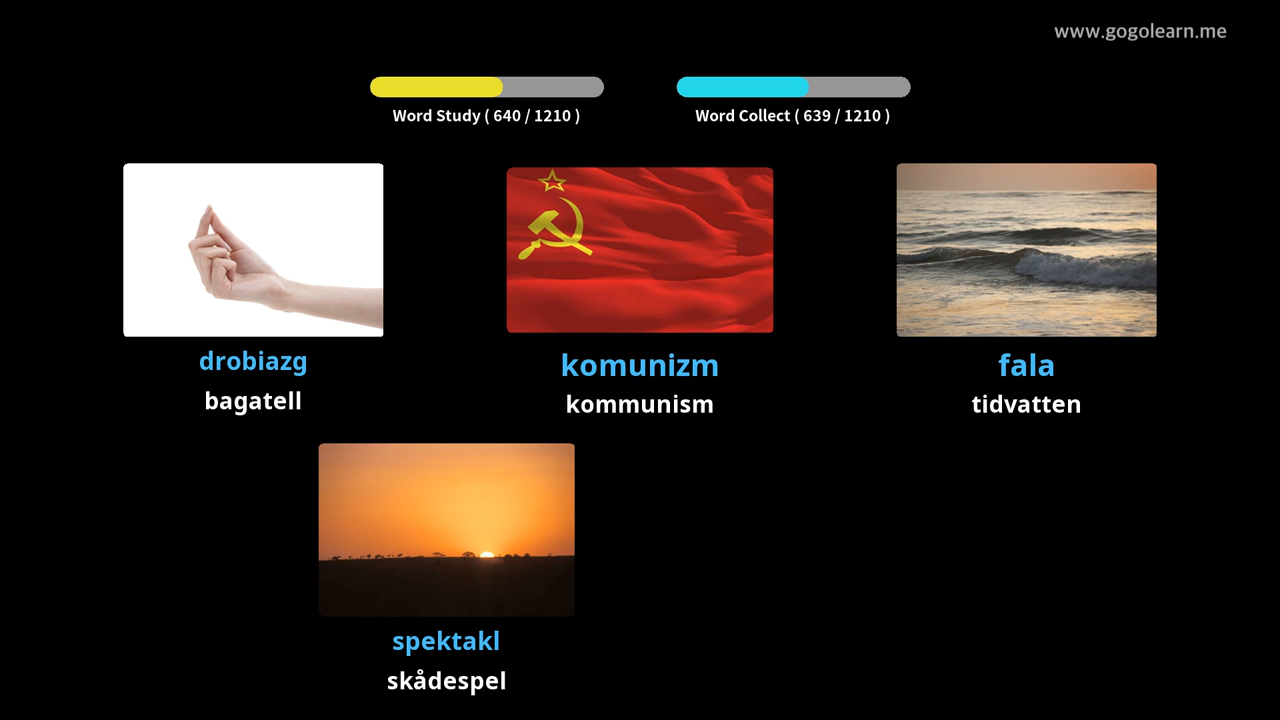 www.gogolearn.me
Word Study ( 640 / 1210 )
Word Collect ( 639 / 1210 )
drobiazg
bagatell
komunizm
kommunism
fala
tidvatten
spektakl
skådespel